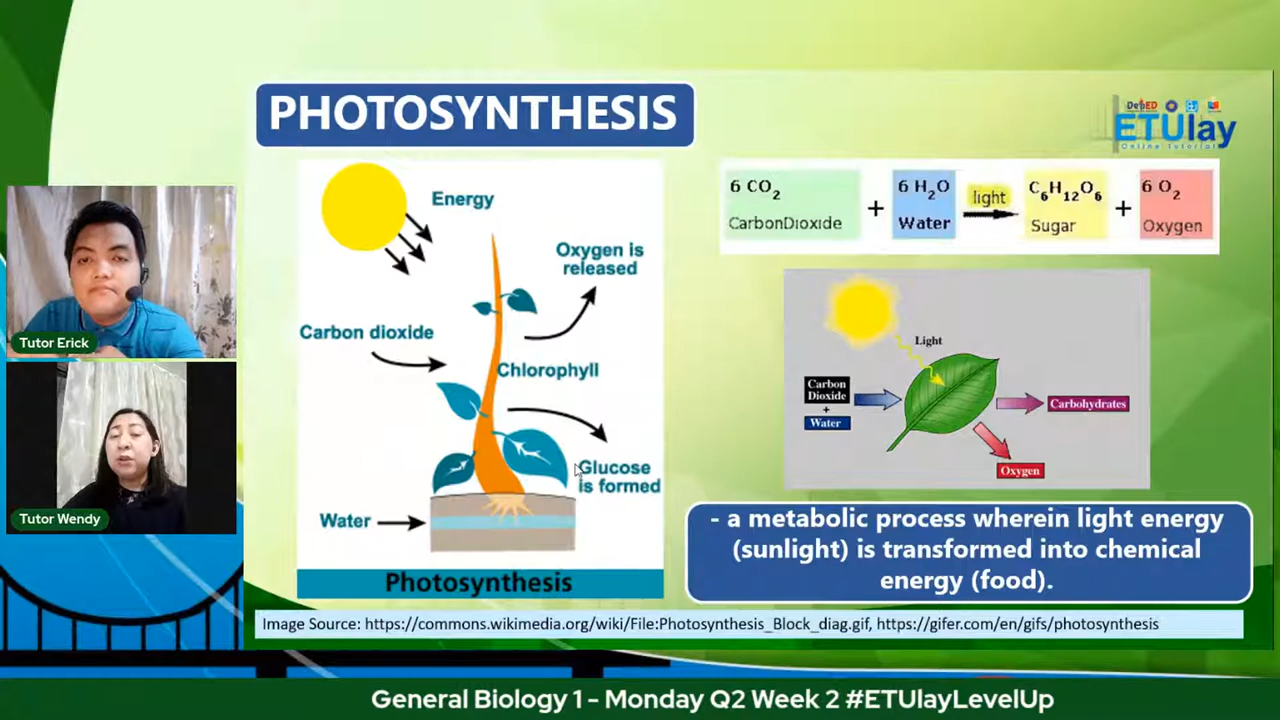 PHOTOSYNTHESIS
DepED
ETUlay
Online Tutorial
Energy
Oxygen is
released
Carbon dioxide
Chlorophyll
Glucose
is formed
Water
Photosynthesis
6 CO2 + 6 H2O light C6H12O6 + 6 O2
CarbonDioxide Water Sugar Oxygen
Light
Carbon
Dioxide
+
Water
Carbohydrates
Oxygen
- a metabolic process wherein light energy
(sunlight) is transformed into chemical
energy (food).
Image Source: https://commons.wikimedia.org/wiki/File:Photosynthesis_Block_diag.gif, https://gifer.com/en/gifs/photosynthesis
Tutor Erick
Tutor Wendy
General Biology 1 - Monday Q2 Week 2 #ETUlayLevelUp